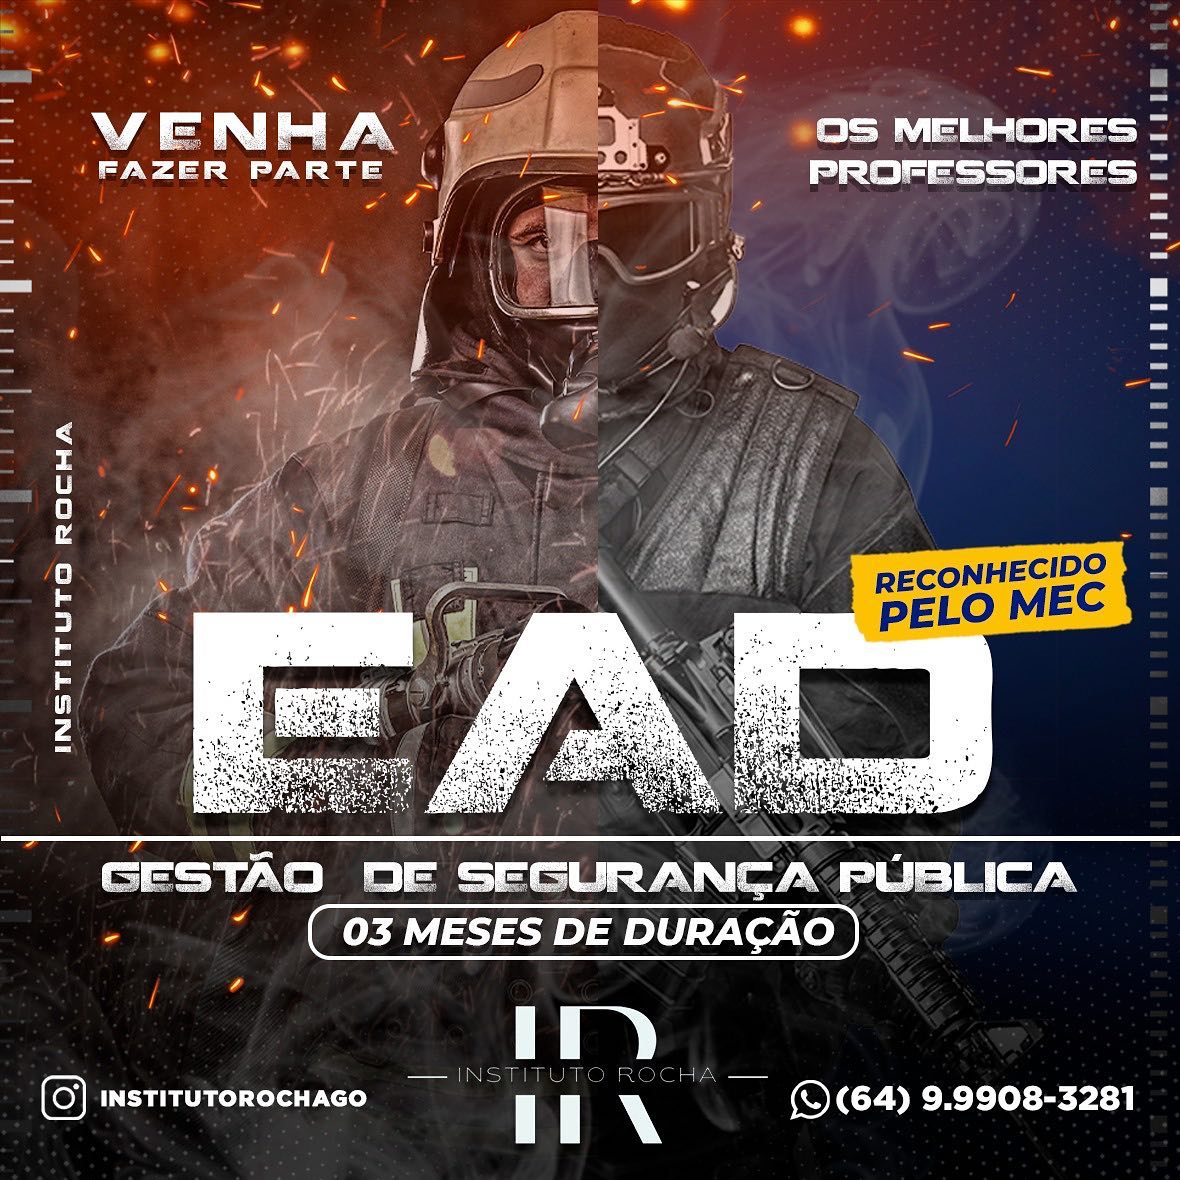 VENHA
FAZER PARTE
OS MELHORES
PROFESSORES
INSTITUTO ROCHA
RECONHECIDO
PELO MEC
EAD
GESTÃO DE SEGURANÇA PÚBLICA
03 MESES DE DURAÇÃO
IR
INSTITUTO ROCHA
INSTITUTOROCHAGO
(64) 9.9908-3281